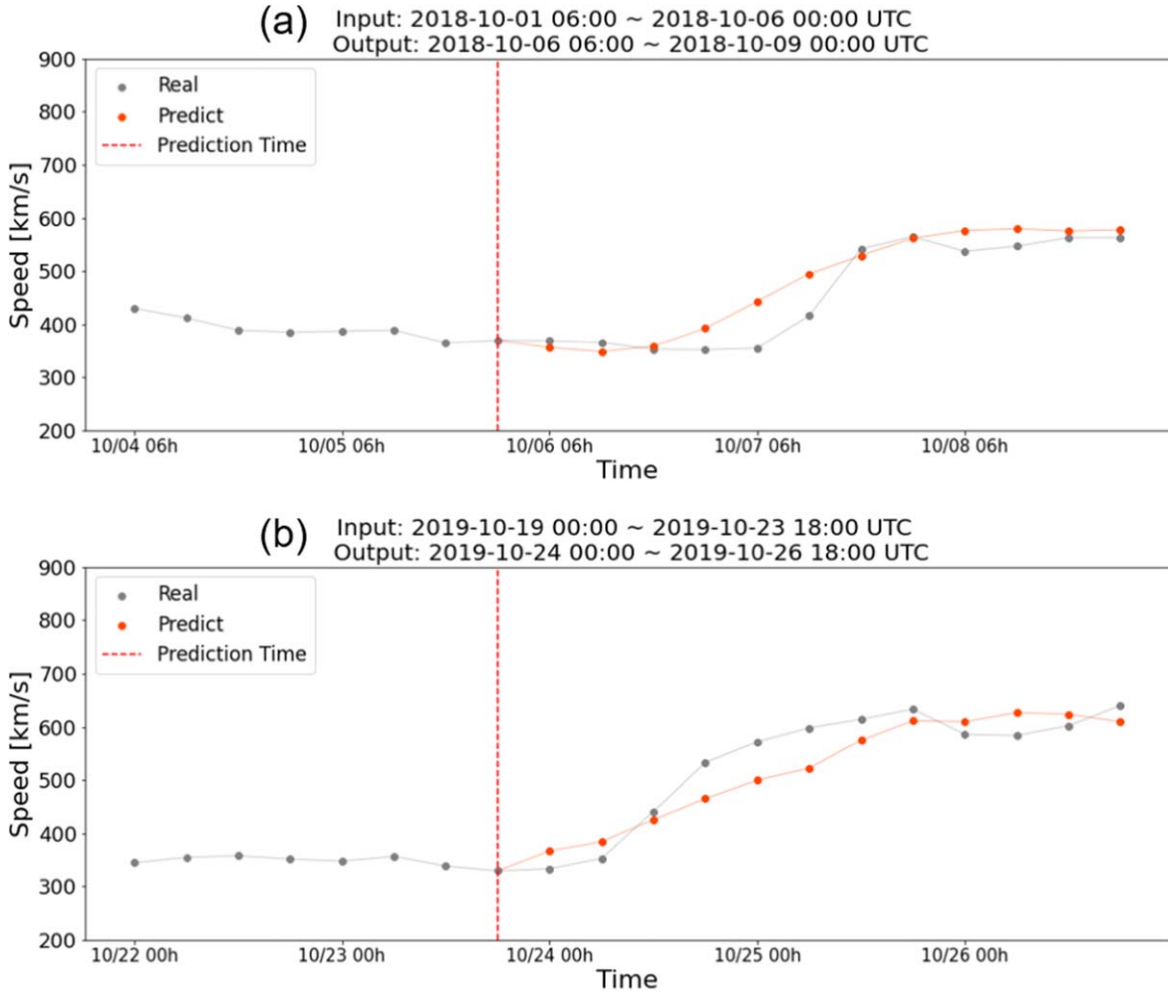 (a)
Input: 2018-10-01 06:00 ~ 2018-10-06 00:00 UTC
Output: 2018-10-06 06:00 ~ 2018-10-09 00:00 UTC
900
800
700
600
500
400
300
200
Speed [km/s]
Real
Predict
Prediction Time
10/04 06h 10/05 06h 10/06 06h 10/07 06h 10/08 06h
Time
(b)
Input: 2019-10-19 00:00 ~ 2019-10-23 18:00 UTC
Output: 2019-10-24 00:00 ~ 2019-10-26 18:00 UTC
900
800
700
600
500
400
300
200
Speed [km/s]
Real
Predict
Prediction Time
10/22 00h 10/23 00h 10/24 00h 10/25 00h 10/26 00h
Time